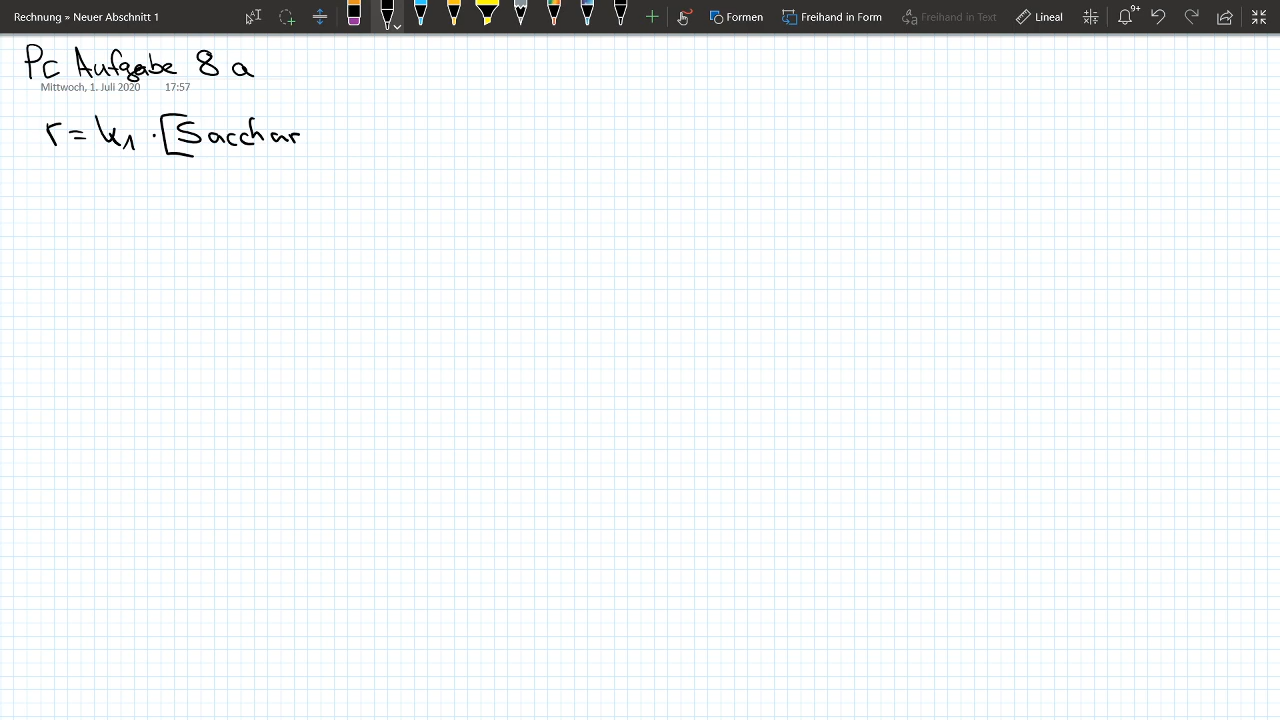 Rechnung » Neuer Abschnitt 1 Formen Freihand in Form Freihand in Text Lineal 9+
Pc Aufgabe 8 a
Mittwoch, 1. Juli 2020 17:57
r = k₁ · [Sacchar